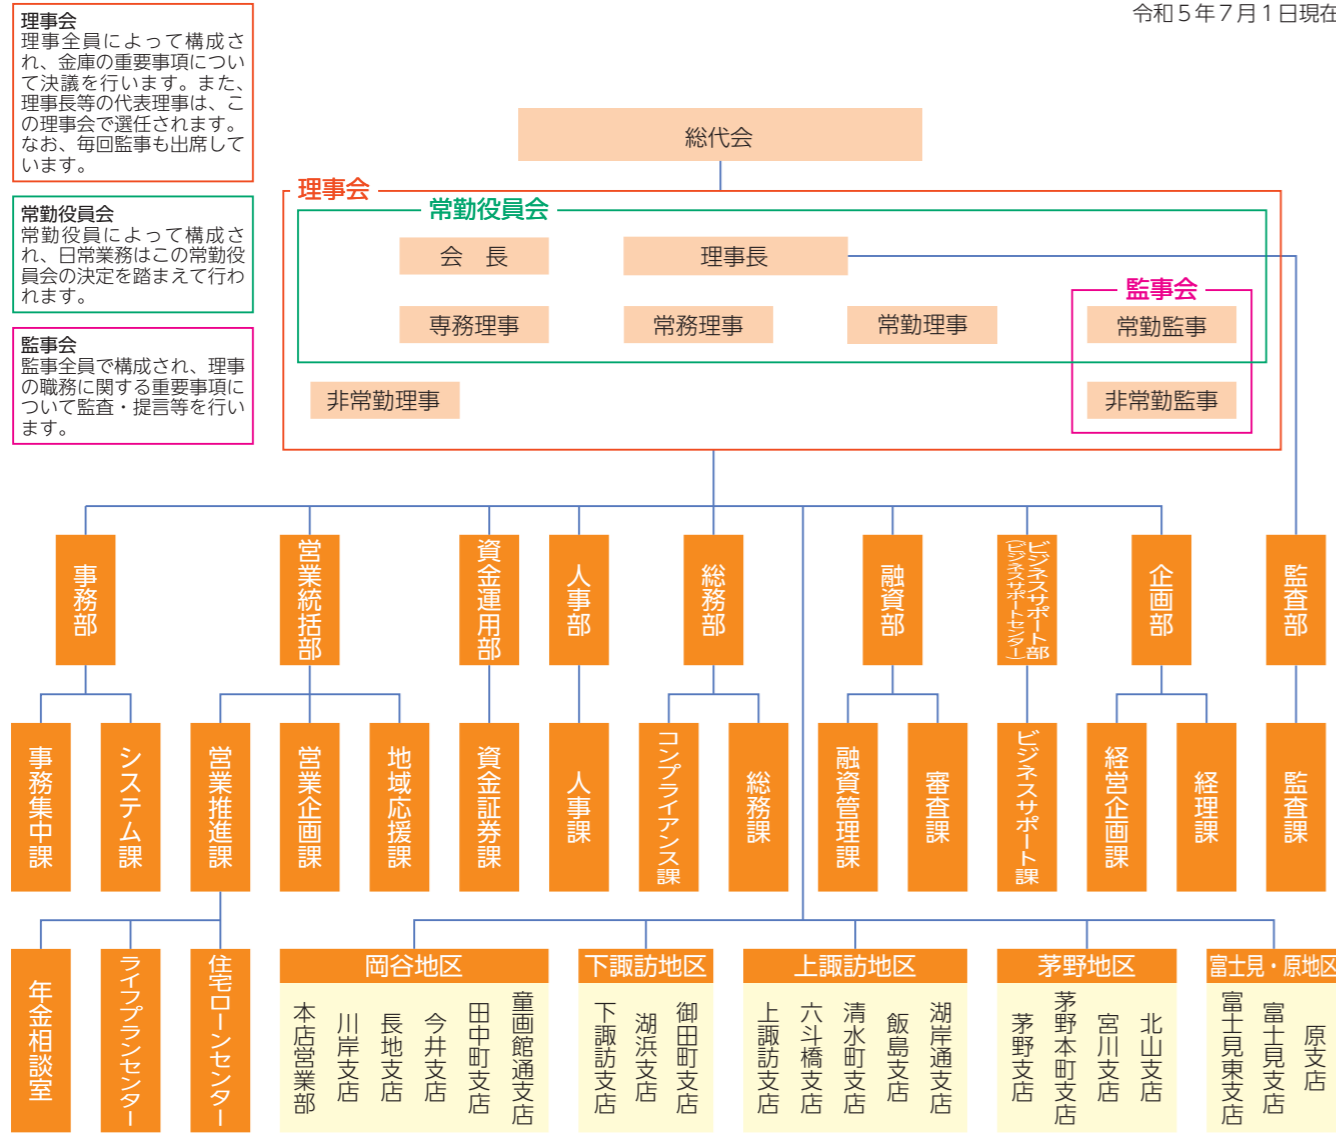 令和５年７月１日現在
理事会
理事全員によって構成さ
れ、金庫の重要事項につい
て決議を行います。また、
理事長等の代表理事は、こ
の理事会で選任されます。
なお、毎回監事も出席して
います。
常勤役員会
常勤役員によって構成さ
れ、日常業務はこの常勤役
員会の決定を踏まえて行わ
れます。
監事会
監事全員で構成され、理事
の職務に関する重要事項に
ついて監査・提言等を行い
ます。
総代会
理事会
常勤役員会
会　長
理事長
監事会
専務理事
常務理事
常勤理事
常勤監事
非常勤理事
非常勤監事
事務部
営業統括部
資金運用部
人事部
総務部
融資部
ビジネスサポート部
（ビジネスサポートセンター）
企画部
監査部
事務集中課
システム課
営業推進課
営業企画課
地域応援課
資金証券課
人事課
コンプライアンス課
総務課
融資管理課
審査課
ビジネスサポート課
経営企画課
経理課
監査課
年金相談室
ライフプランセンター
住宅ローンセンター
岡谷地区
本店営業部
川岸支店
長地支店
今井支店
田中町支店
童画館通支店
下諏訪地区
下諏訪支店
湖浜支店
御田町支店
上諏訪地区
上諏訪支店
六斗橋支店
清水町支店
飯島支店
湖岸通支店
茅野地区
茅野支店
茅野本町支店
宮川支店
北山支店
富士見・原地区
富士見東支店
富士見支店
原支店